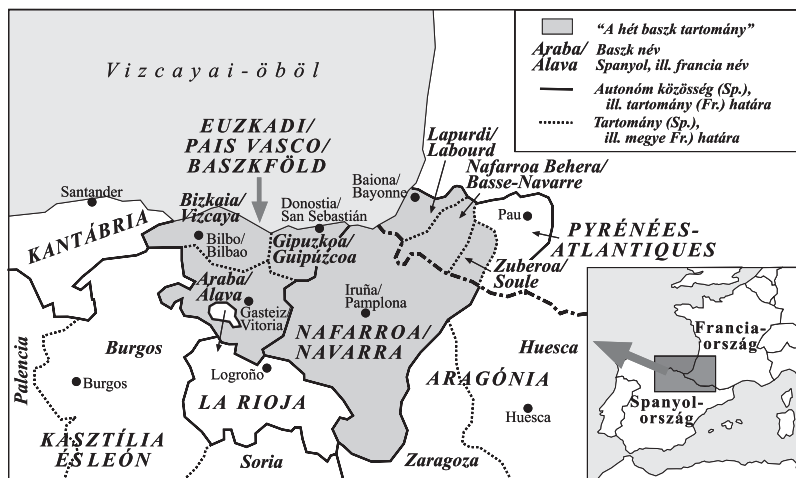 Vizcayai-öböl
"A hét baszk tartomány"
Araba/ Baszk név
Álava Spanyol, ill. francia név
Autonóm közösség (Sp.),
ill. tartomány (Fr.) határa
Tartomány (Sp.),
ill. megye Fr.) határa
EUZKADI/
PAIS VASCO/
BASZKFÖLD
Lapurdi/
Labourd
Nafarroa Behera/
Basse-Navarre
Baiona/
Bayonne
Santander
Bizkaia/
Vizcaya
Donostia/
San Sebastián
Pau
KANTÁBRIA
Bilbo/
Bilbao
Gipuzkoa/
Guipúzcoa
PYRÉNÉES-
ATLANTIQUES
Zuberoa/
Soule
Araba/
Álava
Gasteiz/
Vitoria
Iruña/
Pamplona
NAFARROA/
NAVARRA
Palencia
Burgos
Burgos
Logroño
LA RIOJA
Huesca
ARAGÓNIA
Huesca
KASZTÍLIA
ÉS LEÓN
Soria
Zaragoza
Francia-
ország
Spanyol-
ország